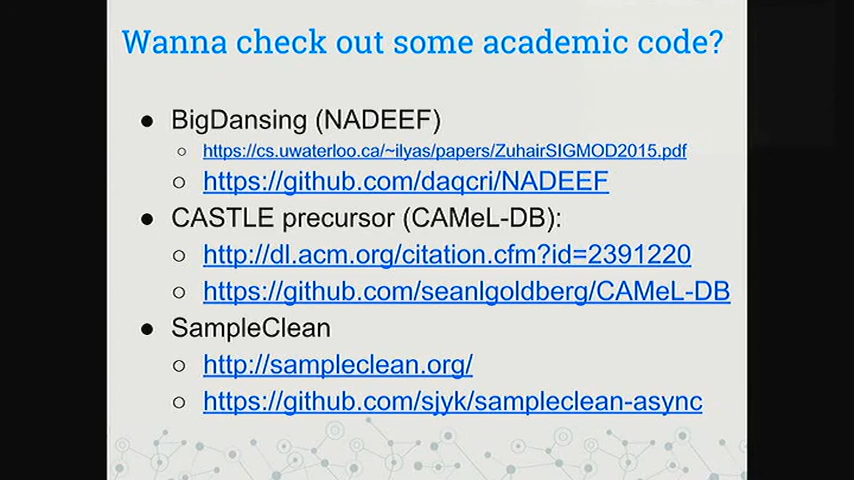 Wanna check out some academic code?
● BigDansing (NADEEF)
○ https://cs.uwaterloo.ca/~ilyas/papers/ZuhairSIGMOD2015.pdf
○ https://github.com/daqcri/NADEEF
● CASTLE precursor (CAMeL-DB):
○ http://dl.acm.org/citation.cfm?id=2391220
○ https://github.com/seanlgoldberg/CAMeL-DB
● SampleClean
○ http://sampleclean.org/
○ https://github.com/sjyk/sampleclean-async